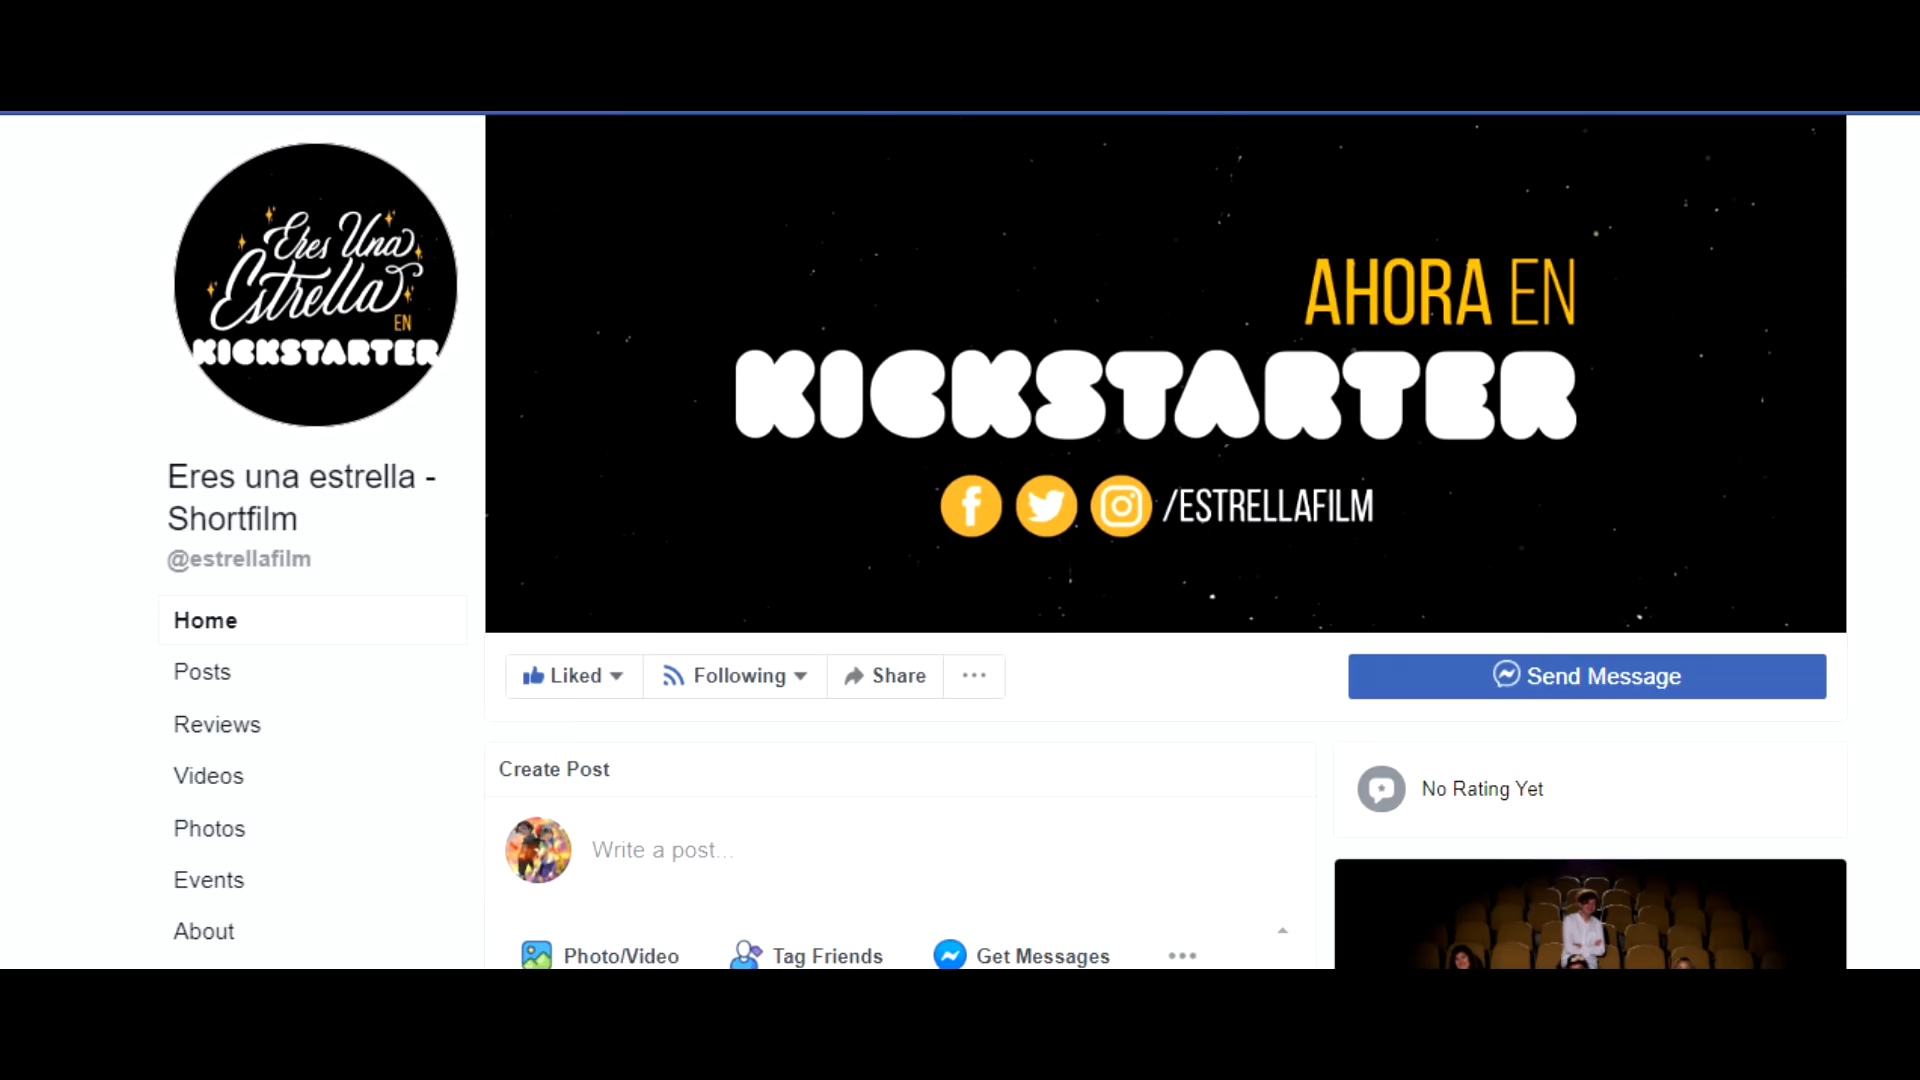 Eres Una
Estrella
EN
KICKSTARTER
AHORA EN
KICKSTARTER
/ESTRELLAFILM
Eres una estrella -
Shortfilm
@estrellafilm
Home
Posts
Reviews
Videos
Photos
Events
About
Liked
Following
Share
Send Message
Create Post
Write a post...
Photo/Video
Tag Friends
Get Messages
No Rating Yet